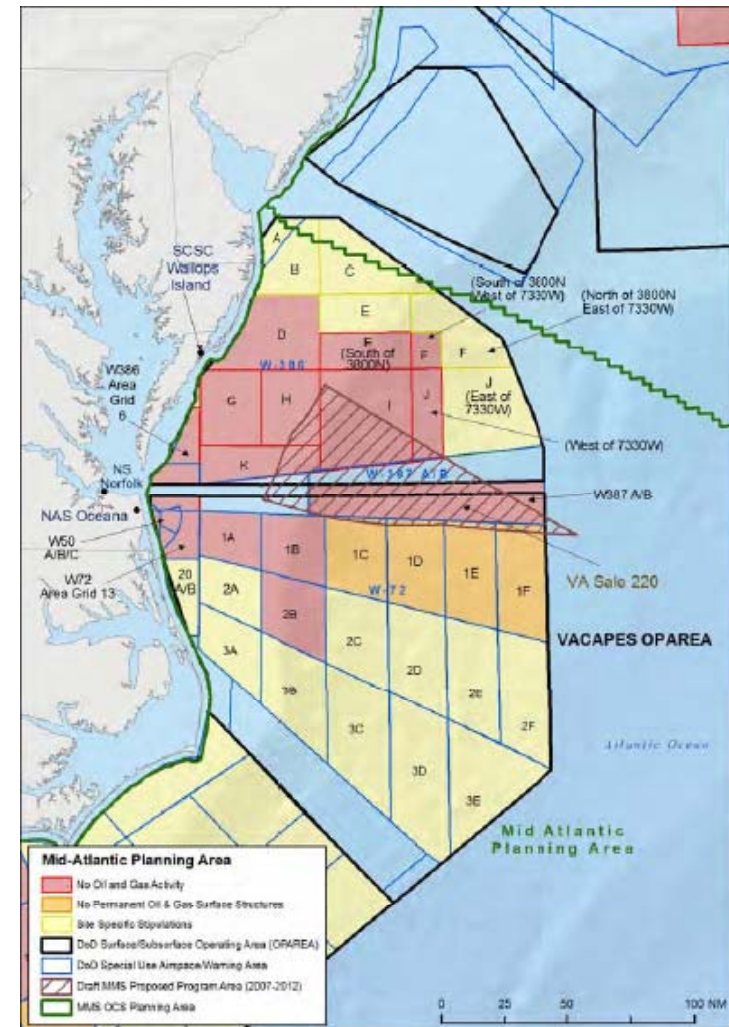 A
B
C
SCSC
Wallops
Island
(South of 3800N
West of 7330W)
(North of 3800N
East of 7330W)
E
D
E
(South of
3800N)
F
F
W-386
W386
Area
Grid
6
J
(East of
7330W)
G
H
I
J
(West of 7330W)
K
NS
Norfolk
W-387 A/B
W387 A/B
NAS Oceana
W50
A/B/C
W72
Area Grid 13
1A
1B
1C
1D
1E
1F
VA Sale 220
20
A/B
2A
2B
W-72
2C
2D
2E
2F
VACAPES OPAREA
3A
3B
3C
3D
3E
Atlantic Ocean
Mid Atlantic
Planning Area
Mid-Atlantic Planning Area
No Oil and Gas Activity
No Permanent Oil & Gas Surface Structures
Site Specific Stipulations
DoD Surface/Subsurface Operating Area (OPAREA)
DoD Special Use Airspace/Warning Area
Draft MMS Proposed Program Area (2007-2012)
MMS OCS Planning Area
0 25 50 100 NM